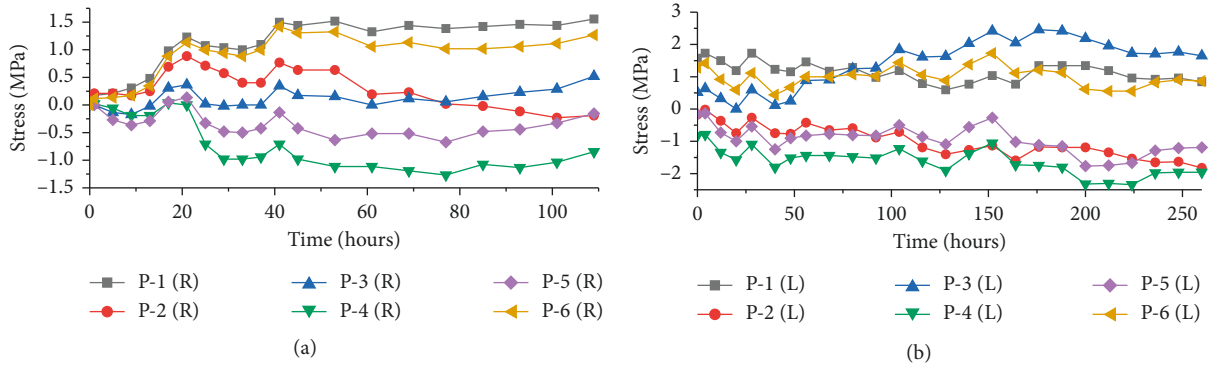 Stress (MPa)
1.5
1.0
0.5
0.0
−0.5
−1.0
−1.5
0 20 40 60 80 100
Time (hours)
P-1 (R) P-3 (R) P-5 (R)
P-2 (R) P-4 (R) P-6 (R)
(a)
Stress (MPa)
3
2
1
0
−1
−2
0 50 100 150 200 250
Time (hours)
P-1 (L) P-3 (L) P-5 (L)
P-2 (L) P-4 (L) P-6 (L)
(b)